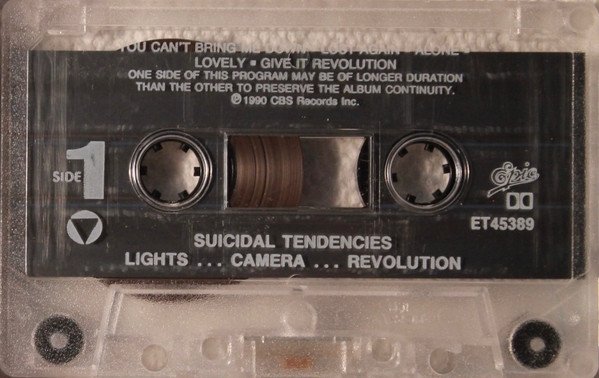 YOU CAN'T BRING ME DOWN • LOST AGAIN • ALONE •
LOVELY • GIVE IT REVOLUTION
ONE SIDE OF THIS PROGRAM MAY BE OF LONGER DURATION
THAN THE OTHER TO PRESERVE THE ALBUM CONTINUITY.
℗ 1990 CBS Records Inc.
SIDE 1
Epic
ET45389
SUICIDAL TENDENCIES
LIGHTS ... CAMERA ... REVOLUTION